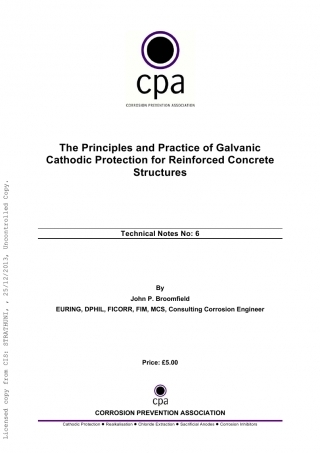 cpa
CORROSION PREVENTION ASSOCIATION
The Principles and Practice of Galvanic
Cathodic Protection for Reinforced Concrete
Structures
Technical Notes No: 6
By
John P. Broomfield
EURING, DPHIL, FICORR, FIM, MCS, Consulting Corrosion Engineer
Price: £5.00
cpa
CORROSION PREVENTION ASSOCIATION
Cathodic Protection ● Realkalisation ● Chloride Extraction ● Sacrificial Anodes ● Corrosion Inhibitors
Licensed copy from CIS: STRATHUNI, , 25/12/2013, Uncontrolled Copy.